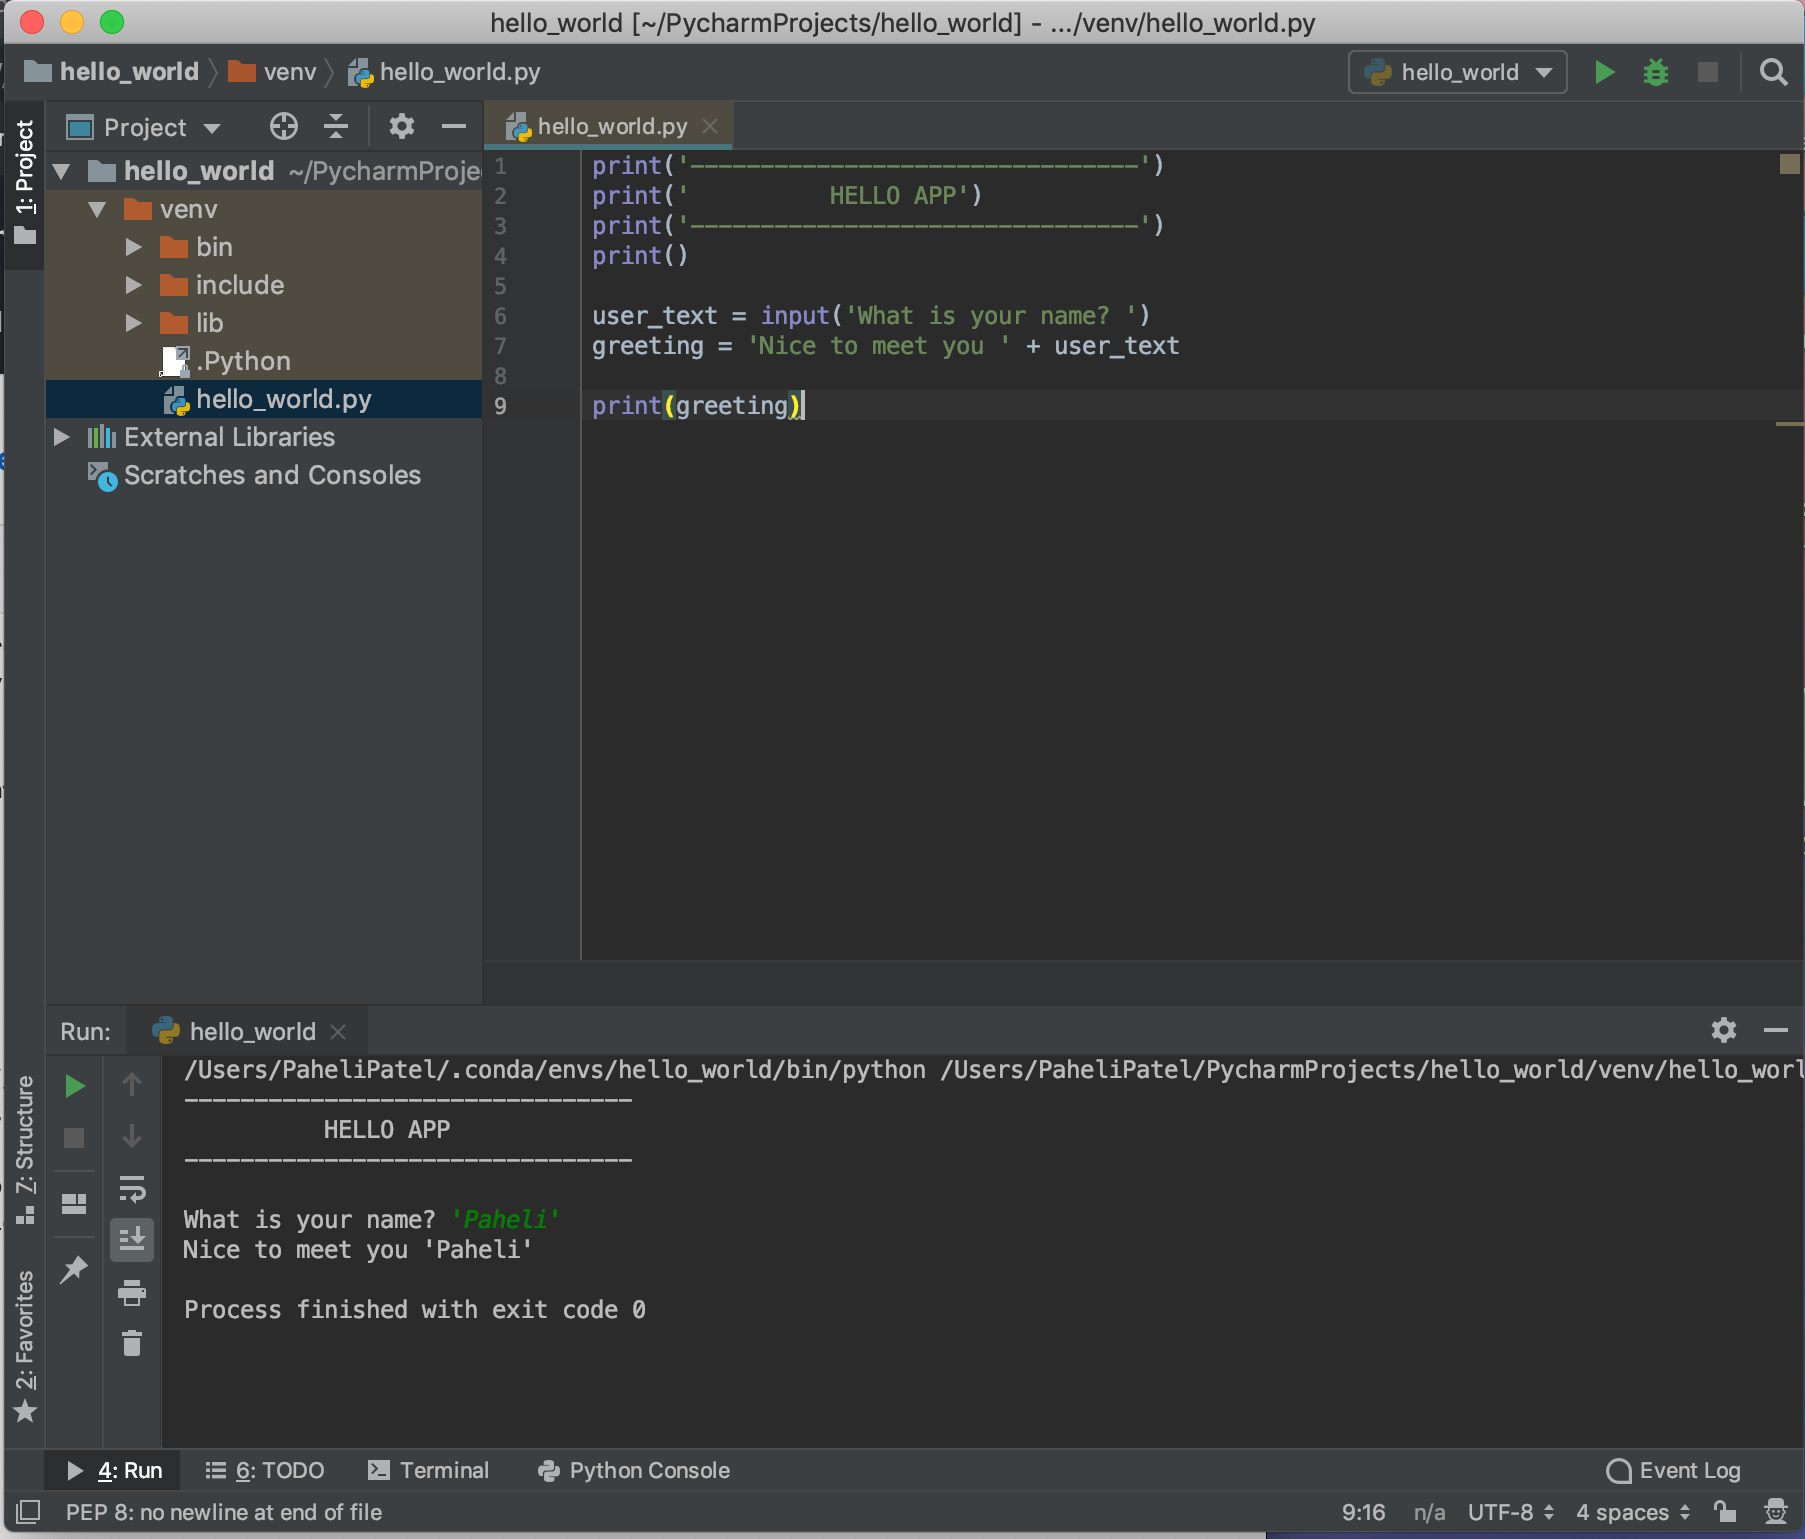 hello_world [~/PycharmProjects/hello_world] - .../venv/hello_world.py
hello_world venv hello_world.py hello_world
1: Project
Project
hello_world.py
hello_world ~/PycharmProje
venv
bin
include
lib
.Python
hello_world.py
External Libraries
Scratches and Consoles
1 print('--------------------------------')
2 print('          HELLO APP')
3 print('--------------------------------')
4 print()
5
6 user_text = input('What is your name? ')
7 greeting = 'Nice to meet you ' + user_text
8
9 print(greeting)
Run: hello_world
7: Structure
2: Favorites
/Users/PaheliPatel/.conda/envs/hello_world/bin/python /Users/PaheliPatel/PycharmProjects/hello_world/venv/hello_worl
--------------------------------
          HELLO APP
--------------------------------
What is your name? 'Paheli'
Nice to meet you 'Paheli'
Process finished with exit code 0
4: Run 6: TODO Terminal Python Console Event Log
PEP 8: no newline at end of file 9:16 n/a UTF-8 4 spaces